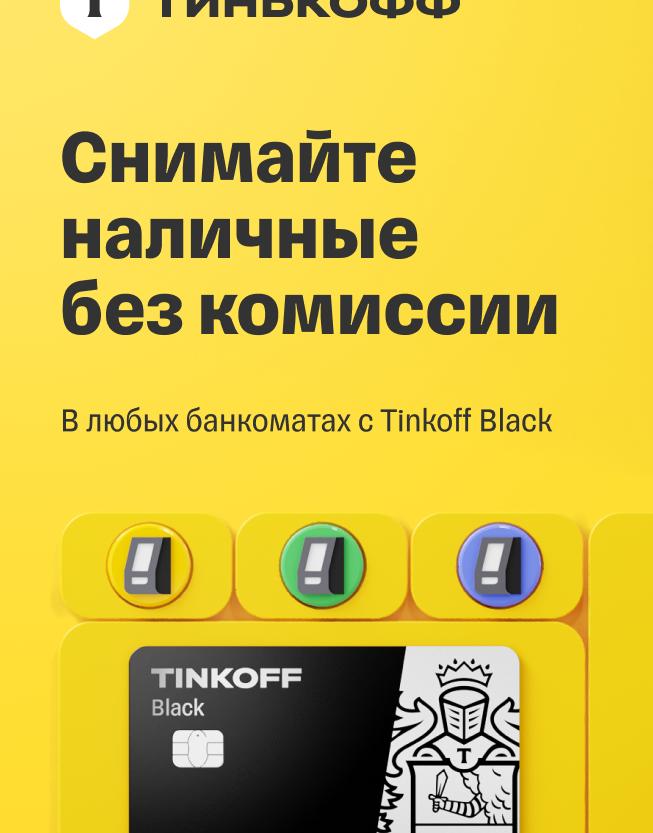 ТИНЬКОФФ
Снимайте
наличные
без комиссии
В любых банкоматах с Tinkoff Black
TINKOFF
Black
T